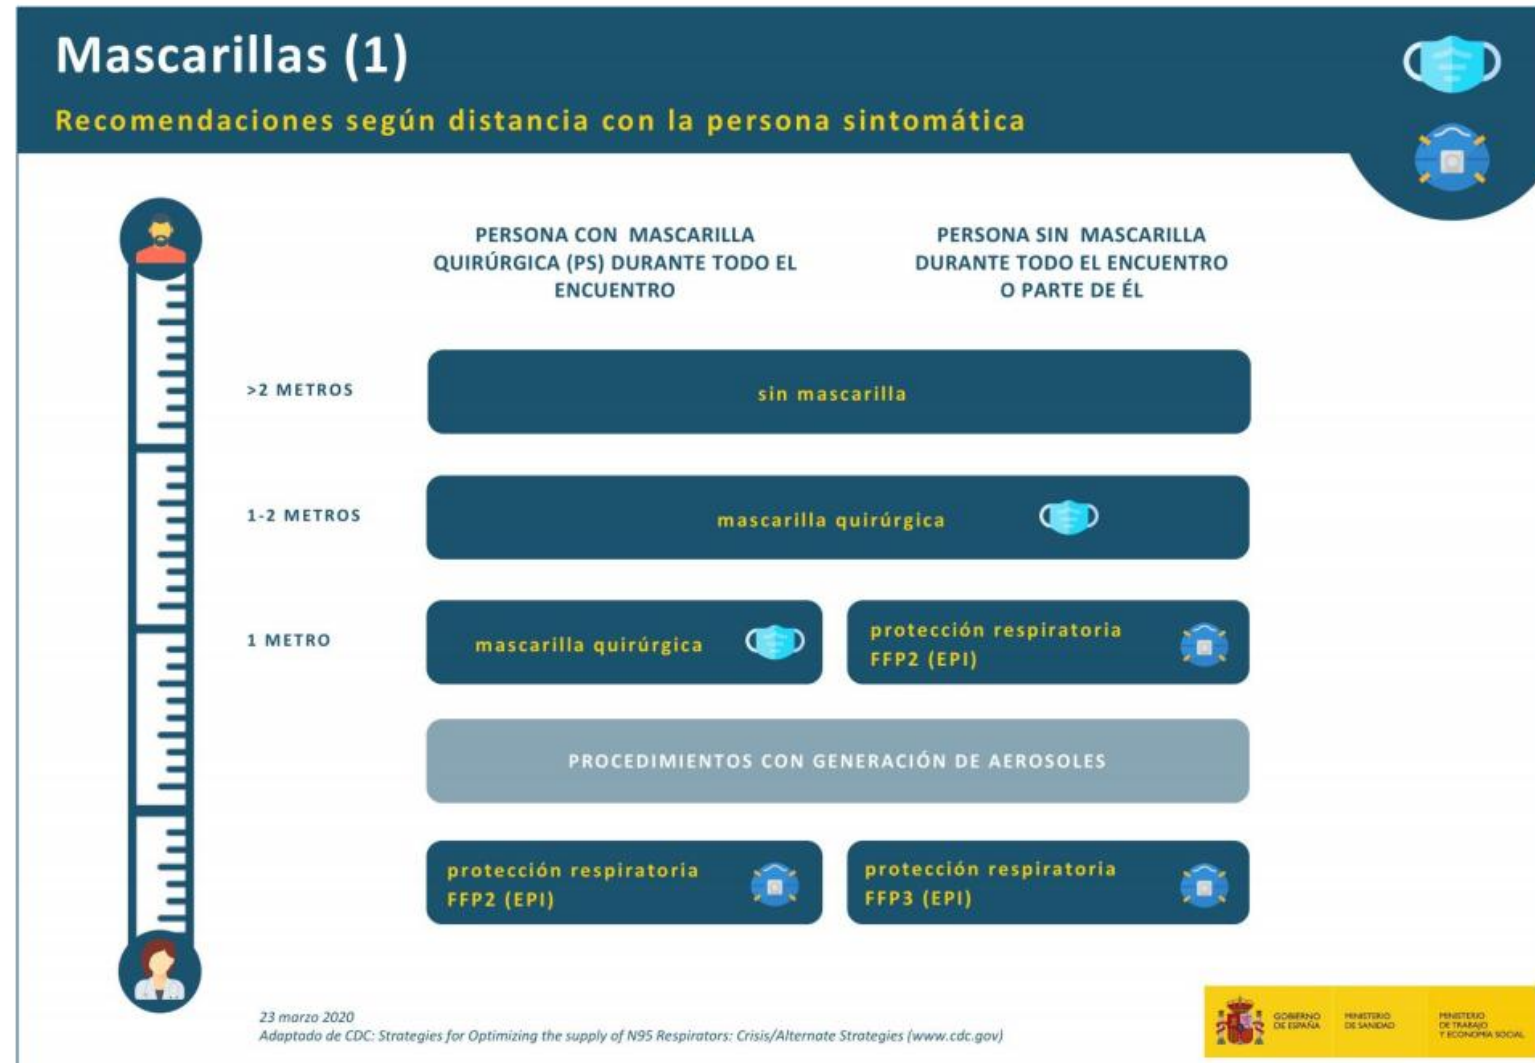 Mascarillas (1)
Recomendaciones según distancia con la persona sintomática
PERSONA CON MASCARILLA
QUIRÚRGICA (PS) DURANTE TODO EL
ENCUENTRO
PERSONA SIN MASCARILLA
DURANTE TODO EL ENCUENTRO
O PARTE DE ÉL
>2 METROS
sin mascarilla
1-2 METROS
mascarilla quirúrgica
1 METRO
mascarilla quirúrgica
protección respiratoria
FFP2 (EPI)
PROCEDIMIENTOS CON GENERACIÓN DE AEROSOLES
protección respiratoria
FFP2 (EPI)
protección respiratoria
FFP3 (EPI)
23 marzo 2020
Adaptado de CDC: Strategies for Optimizing the supply of N95 Respirators: Crisis/Alternate Strategies (www.cdc.gov)
GOBIERNO
DE ESPAÑA
MINISTERIO
DE SANIDAD
MINISTERIO
DE TRABAJO
Y ECONOMÍA SOCIAL